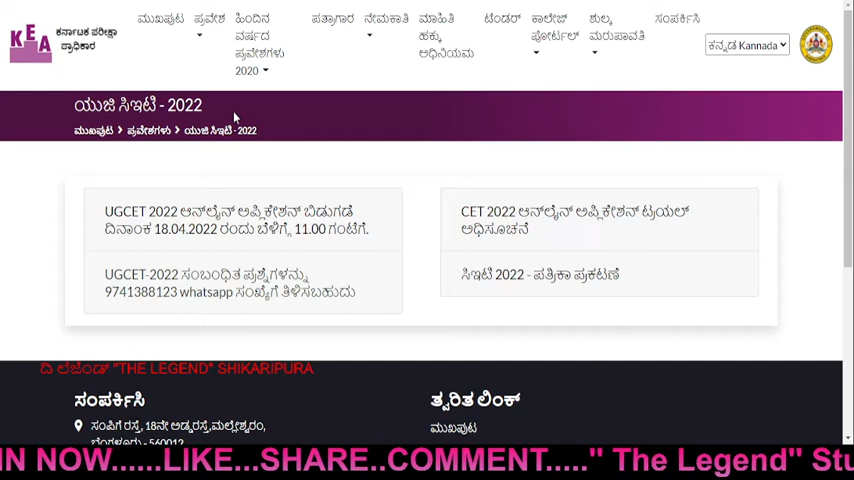 KEA
ಕರ್ನಾಟಕ ಪರೀಕ್ಷಾ
ಪ್ರಾಧಿಕಾರ
ಮುಖಪುಟ
ಪ್ರವೇಶ
ಹಿಂದಿನ
ವರ್ಷದ
ಪ್ರವೇಶಗಳು
2020
ಪತ್ರಾಗಾರ
ನೇಮಕಾತಿ
ಮಾಹಿತಿ
ಹಕ್ಕು
ಅಧಿನಿಯಮ
ಟೆಂಡರ್
ಕಾಲೇಜ್
ಪೋರ್ಟಲ್
ಶುಲ್ಕ
ಮರುಪಾವತಿ
ಸಂಪರ್ಕಿಸಿ
ಕನ್ನಡ Kannada
ಯುಜಿ ಸಿಇಟಿ - 2022
ಮುಖಪುಟ > ಪ್ರವೇಶಗಳು > ಯುಜಿ ಸಿಇಟಿ - 2022
UGCET 2022 ಆನ್‌ಲೈನ್ ಅಪ್ಲಿಕೇಶನ್ ಬಿಡುಗಡೆ
ದಿನಾಂಕ 18.04.2022 ರಂದು ಬೆಳಿಗ್ಗೆ 11.00 ಗಂಟೆಗೆ.
UGCET-2022 ಸಂಬಂಧಿತ ಪ್ರಶ್ನೆಗಳನ್ನು
9741388123 whatsapp ಸಂಖ್ಯೆಗೆ ತಿಳಿಸಬಹುದು
CET 2022 ಆನ್‌ಲೈನ್ ಅಪ್ಲಿಕೇಶನ್ ಟ್ರಯಲ್
ಅಧಿಸೂಚನೆ
ಸಿಇಟಿ 2022 - ಪತ್ರಿಕಾ ಪ್ರಕಟಣೆ
ದಿ ಲೆಜೆಂಡ್ "THE LEGEND" SHIKARIPURA
ಸಂಪರ್ಕಿಸಿ
ಸಂಪಿಗೆ ರಸ್ತೆ, 18ನೇ ಅಡ್ಡರಸ್ತೆ,ಮಲ್ಲೇಶ್ವರಂ,
ಬೆಂಗಳೂರು - 560012
ತ್ವರಿತ ಲಿಂಕ್
ಮುಖಪುಟ
IN NOW......LIKE...SHARE..COMMENT....." The Legend" Stu